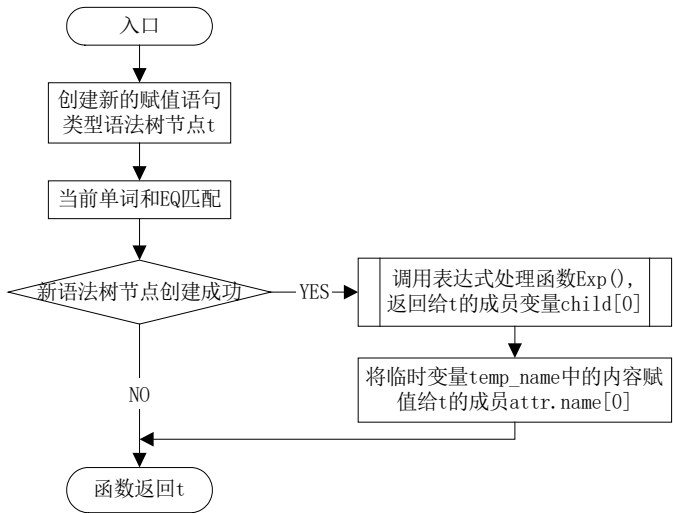 入口
创建新的赋值语句
类型语法树节点t
当前单词和EQ匹配
新语法树节点创建成功
YES
调用表达式处理函数Exp(),
返回给t的成员变量child[0]
将临时变量temp_name中的内容赋
值给t的成员attr.name[0]
NO
函数返回t